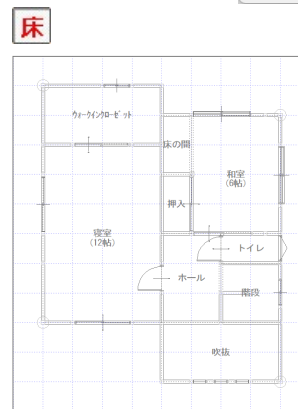 床
ウォークインクローゼット
床の間
和室
(6帖)
押入
寝室
(12帖)
トイレ
ホール
階段
吹抜